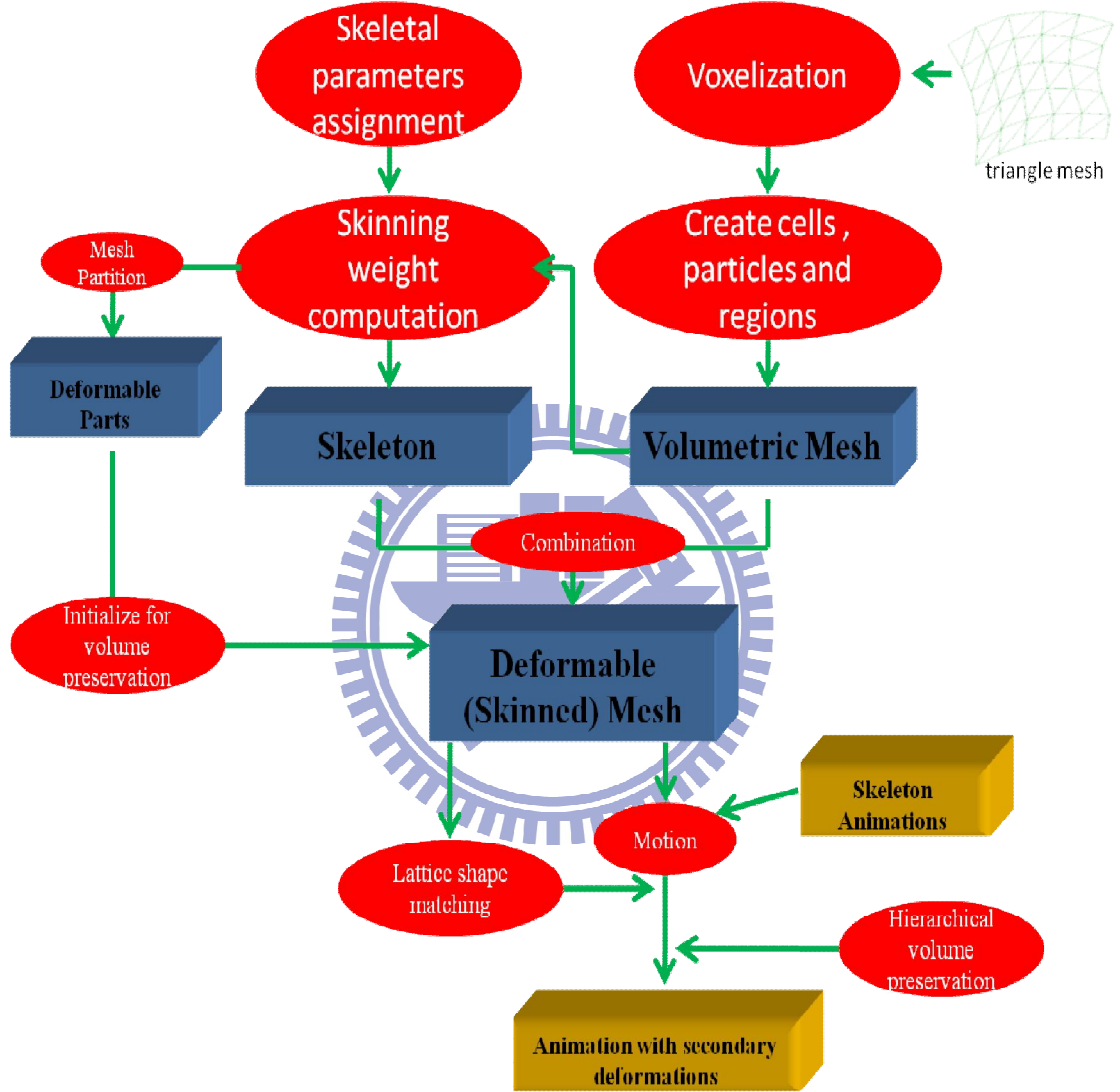 Skeletal
parameters
assignment
Voxelization
triangle mesh
Skinning
weight
computation
Create cells ,
particles and
regions
Mesh
Partition
Deformable
Parts
Skeleton
Volumetric Mesh
Combination
Initialize for
volume
preservation
Deformable
(Skinned) Mesh
Skeleton
Animations
Motion
Lattice shape
matching
Hierarchical
volume
preservation
Animation with secondary
deformations